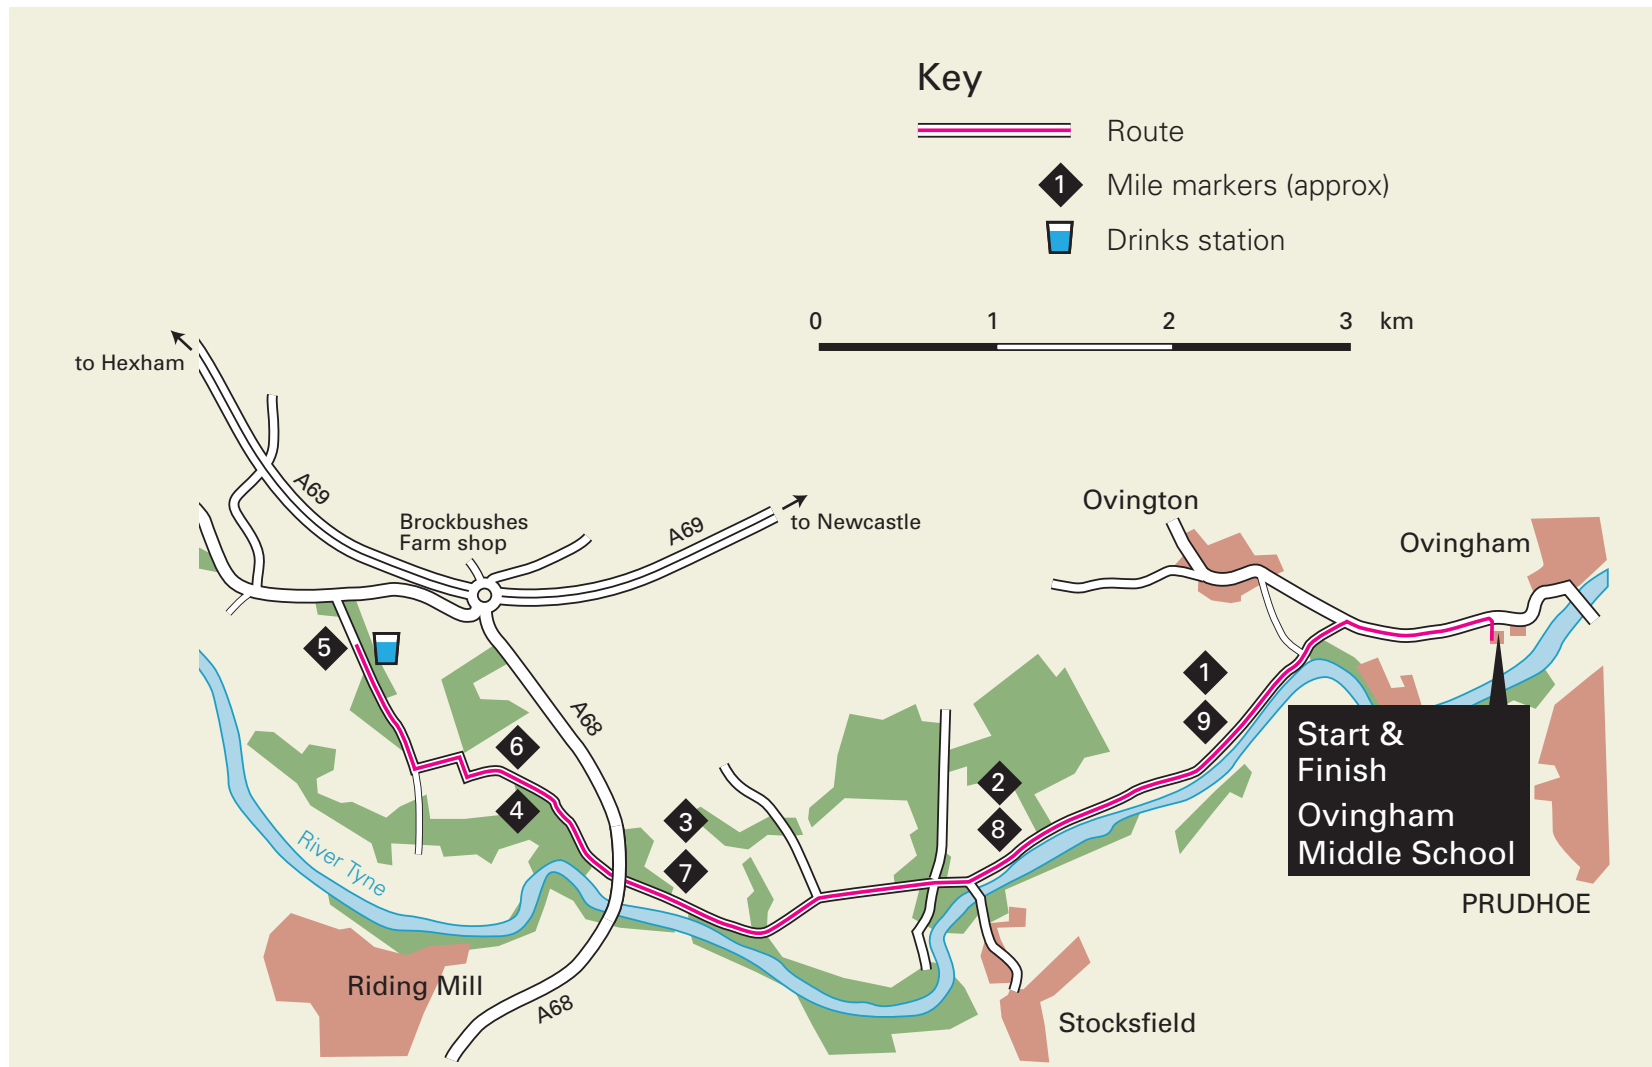 Key
Route
1
Mile markers (approx)
Drinks station
0 1 2 3 km
to Hexham
A69
Brockbushes
Farm shop
A69
to Newcastle
Ovington
Ovingham
5
6
4
A68
3
7
2
8
1
9
Start &
Finish
Ovingham
Middle School
PRUDHOE
River Tyne
Riding Mill
A68
Stocksfield